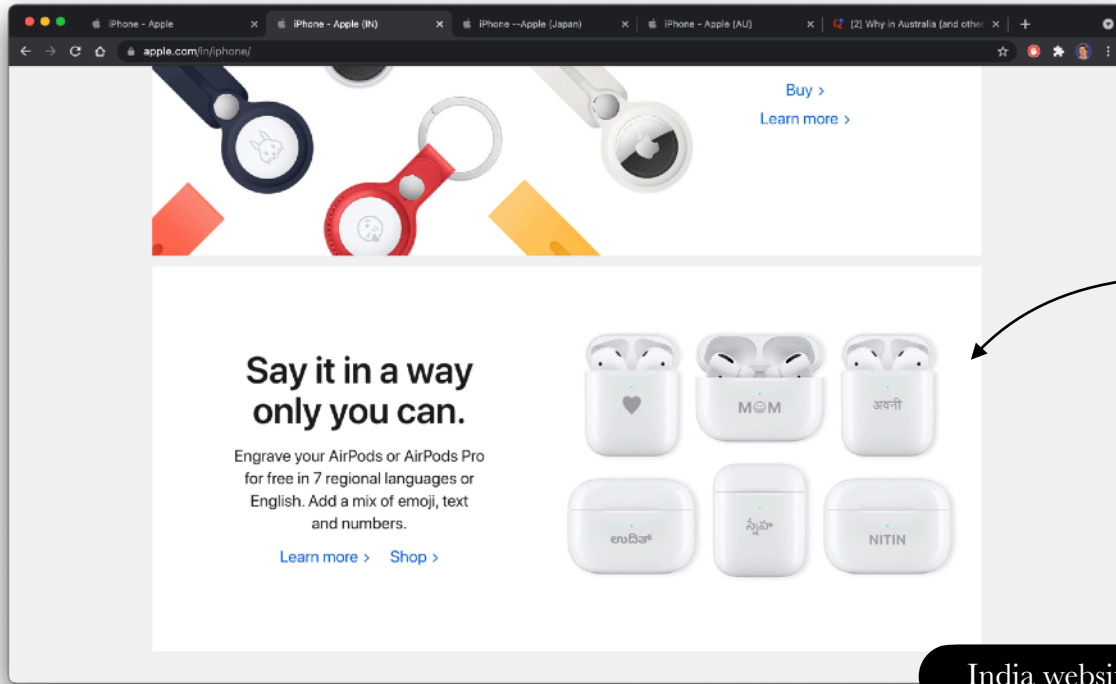 iPhone - Apple
iPhone - Apple (IN)
iPhone --Apple (Japan)
iPhone - Apple (AU)
[2] Why in Australia (and other
apple.com/in/iphone/
Buy >
Learn more >
Say it in a way
only you can.
Engrave your AirPods or AirPods Pro
for free in 7 regional languages or
English. Add a mix of emoji, text
and numbers.
Learn more > Shop >
M😀M
अवनी
ಉದಿತ್
స్నేహా
NITIN
India websi